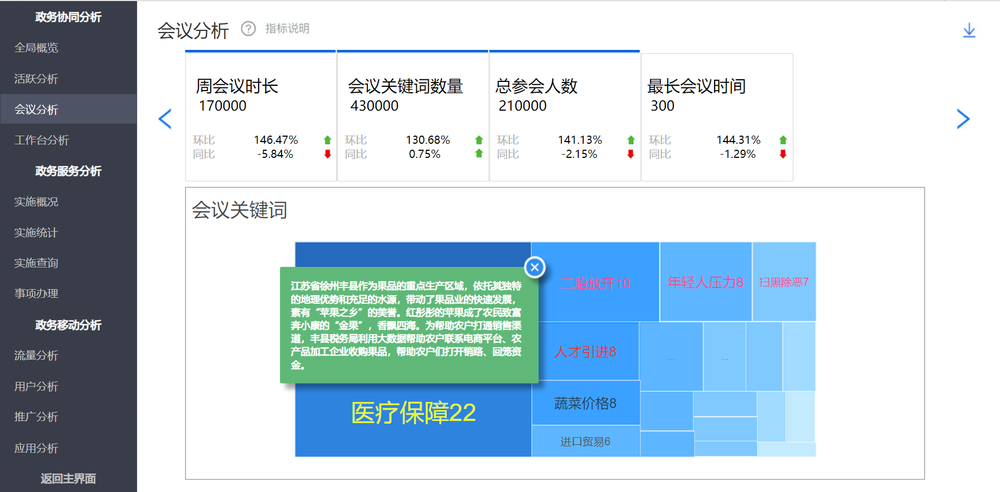 政务协同分析
全局概览
活跃分析
会议分析
工作台分析
政务服务分析
实施概况
实施统计
实施查询
事项办理
政务移动分析
流量分析
用户分析
推广分析
应用分析
返回主界面
会议分析
?
指标说明
周会议时长
170000
环比 146.47%
同比 -5.84%
会议关键词数量
430000
环比 130.68%
同比 0.75%
总参会人数
210000
环比 141.13%
同比 -2.15%
最长会议时间
300
环比 144.31%
同比 -1.29%
会议关键词
江苏省徐州丰县作为果品的重点生产区域，依托其独特
的地理优势和充足的水源，带动了果品业的快速发展，
素有“苹果之乡”的美誉。红彤彤的苹果成了农民致富
奔小康的“金果”，香飘四海。为帮助农户打通销售渠
道，丰县税务局利用大数据帮助农户联系电商平台、农
产品加工企业收购果品，帮助农户们打开销路、回笼资
金。
医疗保障22
二胎放开10
年轻人压力8
扫黑除恶7
人才引进8
...
...
蔬菜价格8
进口贸易6